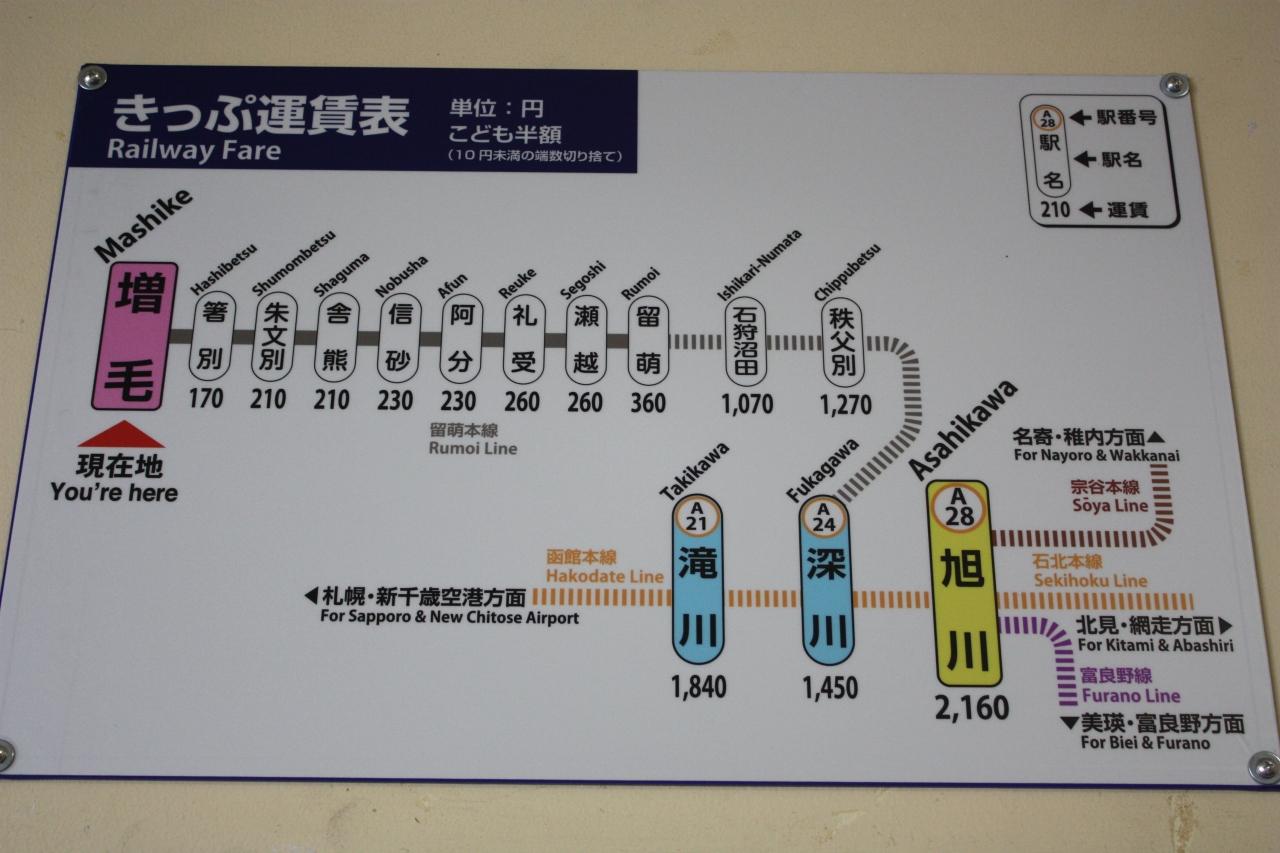 きっぷ運賃表
Railway Fare
単位：円
こども半額
（10円未満の端数切り捨て）
A
28
駅名
210
←駅番号
←駅名
←運賃
Mashike
増毛
現在地
You're here
Hashibetsu
箸別
170
Shumombetsu
朱文別
210
Shaguma
舎熊
210
Nobusha
信砂
230
Afun
阿分
230
Reuke
礼受
260
Segoshi
瀬越
260
Rumoi
留萌
360
Ishikari-Numata
石狩沼田
1,070
Chippubetsu
秩父別
1,270
留萌本線
Rumoi Line
Takikawa
A
21
滝川
1,840
Fukagawa
A
24
深川
1,450
Asahikawa
A
28
旭川
2,160
函館本線
Hakodate Line
◀札幌・新千歳空港方面
For Sapporo & New Chitose Airport
名寄・稚内方面▲
For Nayoro & Wakkanai
宗谷本線
Sōya Line
石北本線
Sekihoku Line
北見・網走方面▶
For Kitami & Abashiri
富良野線
Furano Line
▼美瑛・富良野方面
For Biei & Furano